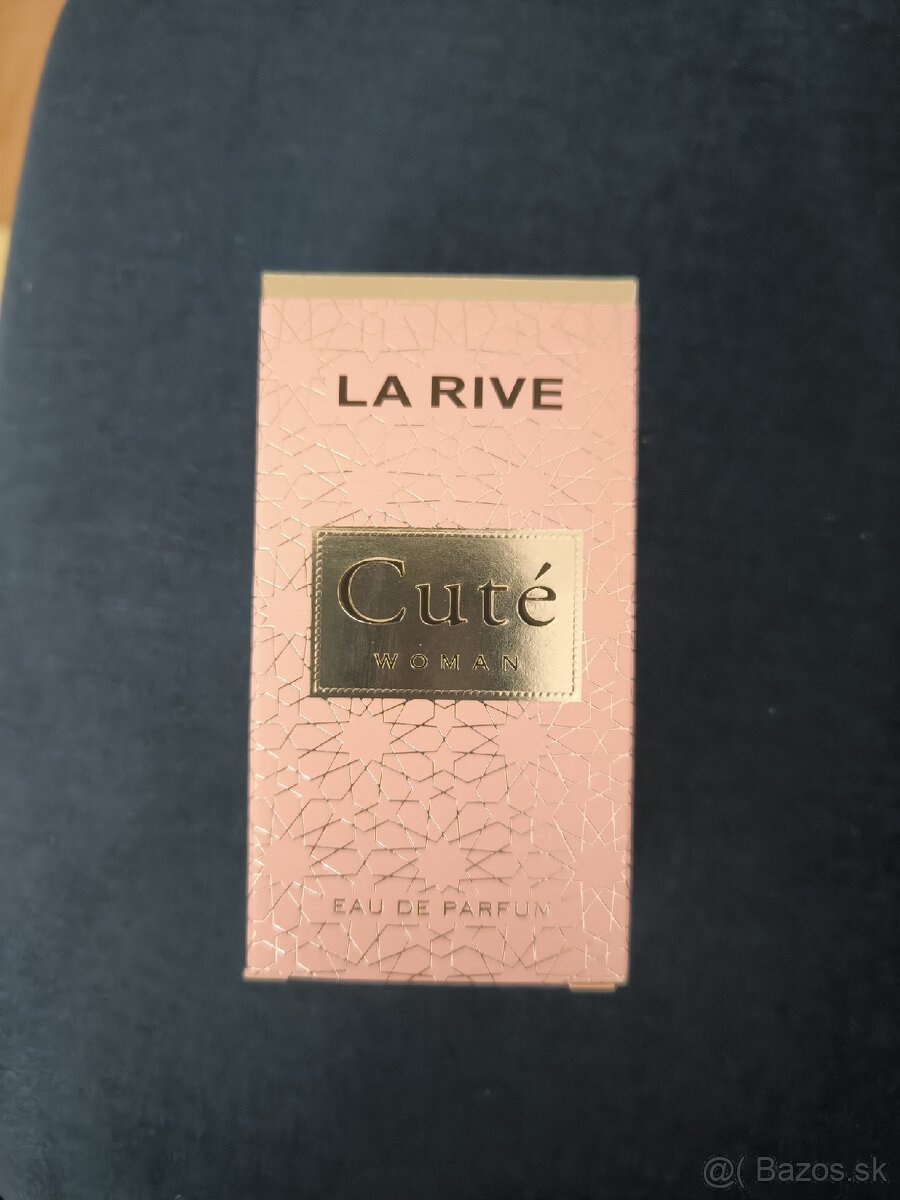 LA RIVE
Cuté
WOMAN
EAU DE PARFUM
@( Bazos.sk